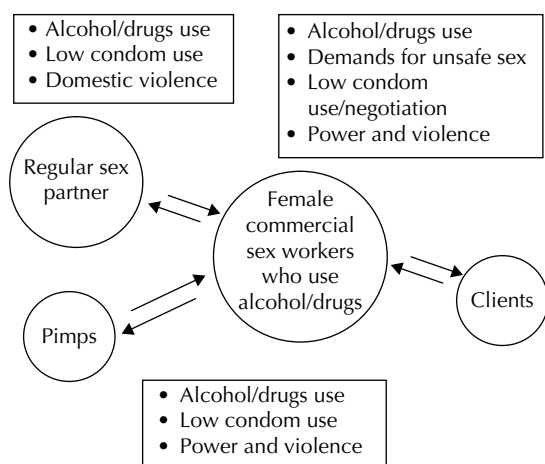 • Alcohol/drugs use
• Low condom use
• Domestic violence
• Alcohol/drugs use
• Demands for unsafe sex
• Low condom
use/negotiation
• Power and violence
Regular sex
partner
Female
commercial
sex workers
who use
alcohol/drugs
Clients
Pimps
• Alcohol/drugs use
• Low condom use
• Power and violence